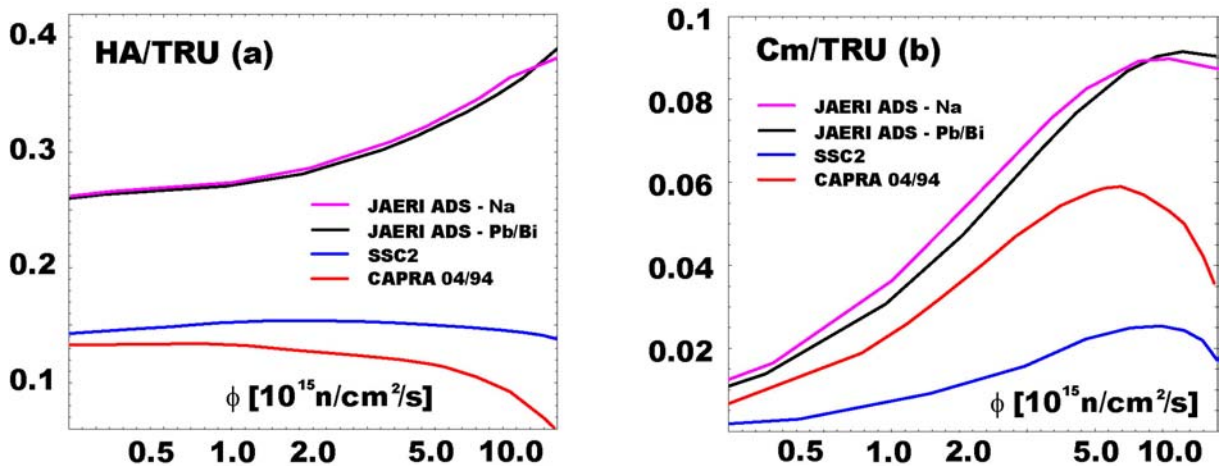 HA/TRU (a)
0.4
0.3
0.2
0.1
JAERI ADS - Na
JAERI ADS - Pb/Bi
SSC2
CAPRA 04/94
ϕ [10¹⁵n/cm²/s]
0.5 1.0 2.0 5.0 10.0
Cm/TRU (b)
0.1
0.08
0.06
0.04
0.02
JAERI ADS - Na
JAERI ADS - Pb/Bi
SSC2
CAPRA 04/94
ϕ [10¹⁵n/cm²/s]
0.5 1.0 2.0 5.0 10.0